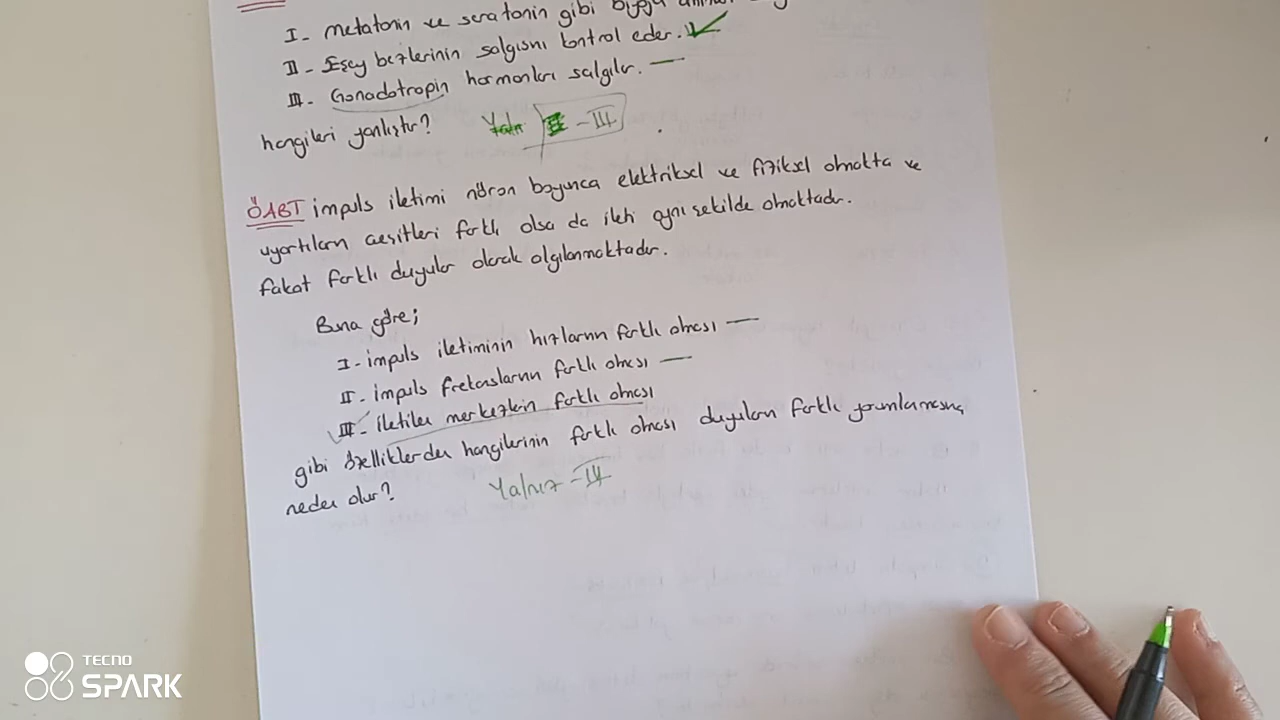 I- metatonin ve seratonin gibi
II- Eşey bezlerinin salgısını kontrol eder.
III- Gonadotropin hormonları salgılar.
hangileri yanlıştır? - III
ÖABT impuls iletimi nöron boyunca elektriksel ve fiziksel olmakta ve
uyartıların çeşitleri farklı olsa da ileti aynı şekilde olmaktadır.
fakat farklı duyular olarak algılanmaktadır.
Buna göre;
I- impuls iletiminin hızlarının farklı olması
II- impuls frekanslarının farklı olması
III- iletilen merkezlerin farklı olması
gibi özelliklerden hangilerinin farklı olması duyuların farklı yorumlanmasına
neden olur? Yalnız - III
TECNO
SPARK